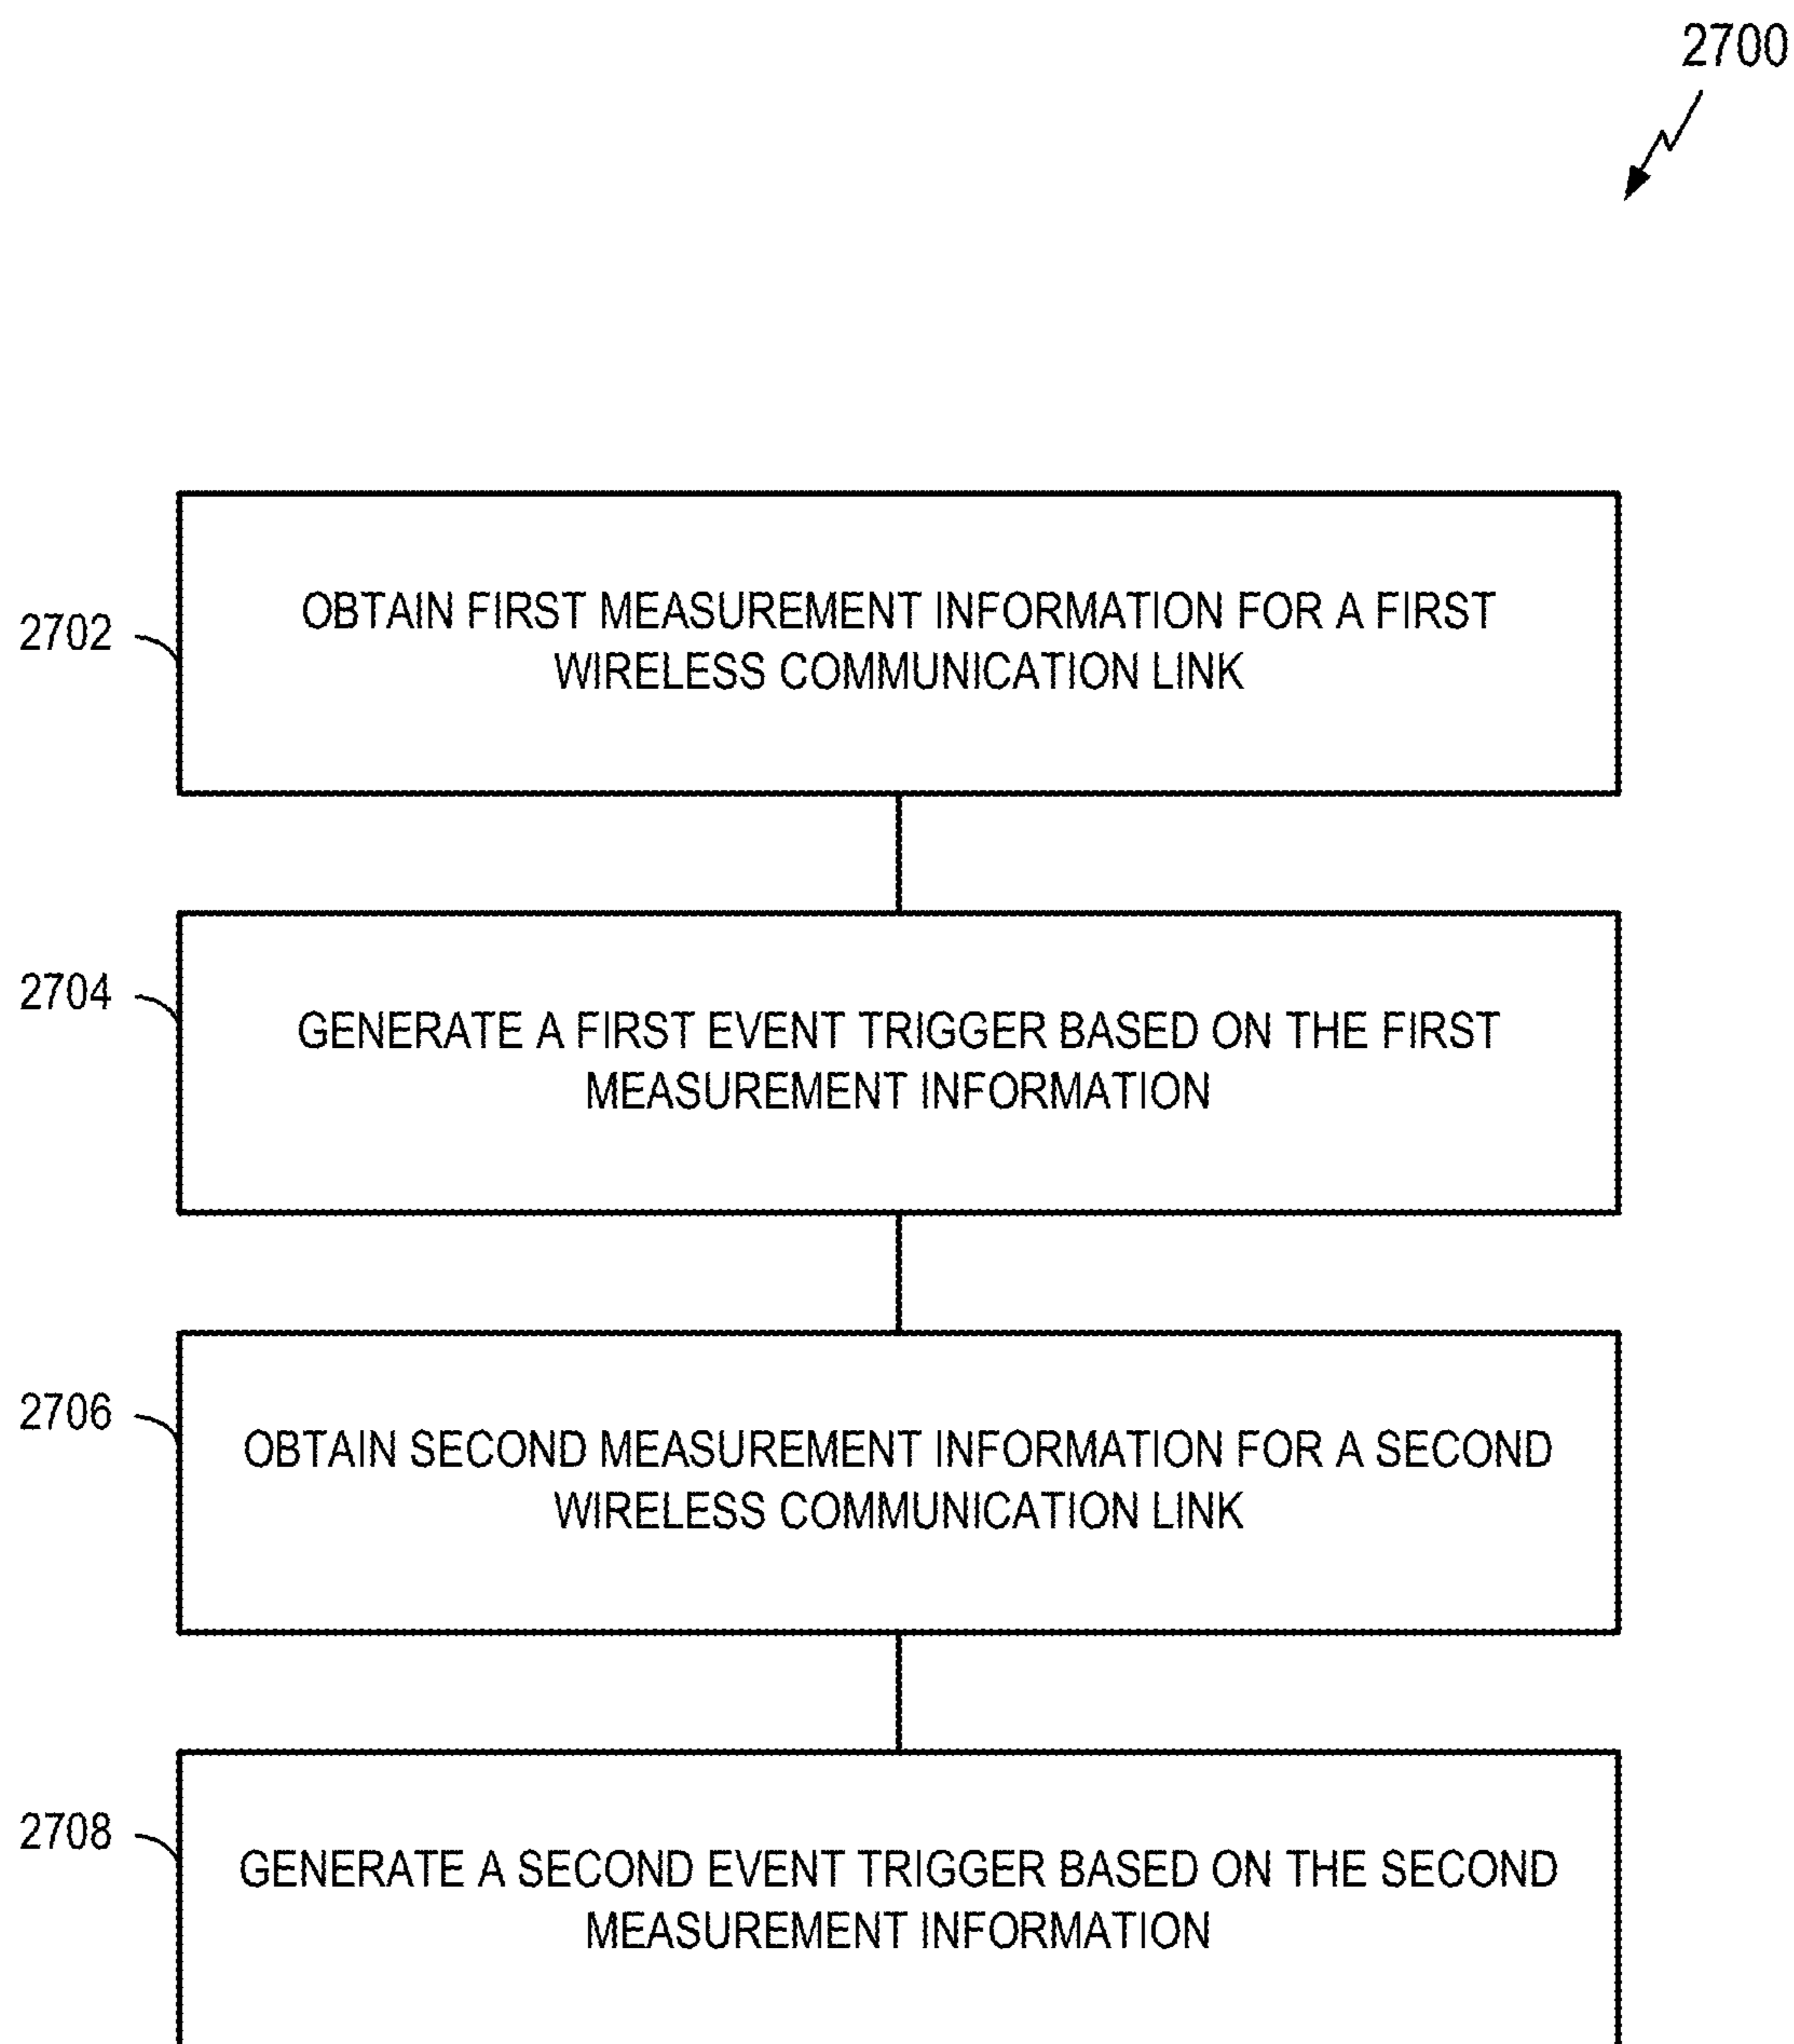 2700
OBTAIN FIRST MEASUREMENT INFORMATION FOR A FIRST
WIRELESS COMMUNICATION LINK
2702
GENERATE A FIRST EVENT TRIGGER BASED ON THE FIRST
MEASUREMENT INFORMATION
2704
OBTAIN SECOND MEASUREMENT INFORMATION FOR A SECOND
WIRELESS COMMUNICATION LINK
2706
GENERATE A SECOND EVENT TRIGGER BASED ON THE SECOND
MEASUREMENT INFORMATION
2708